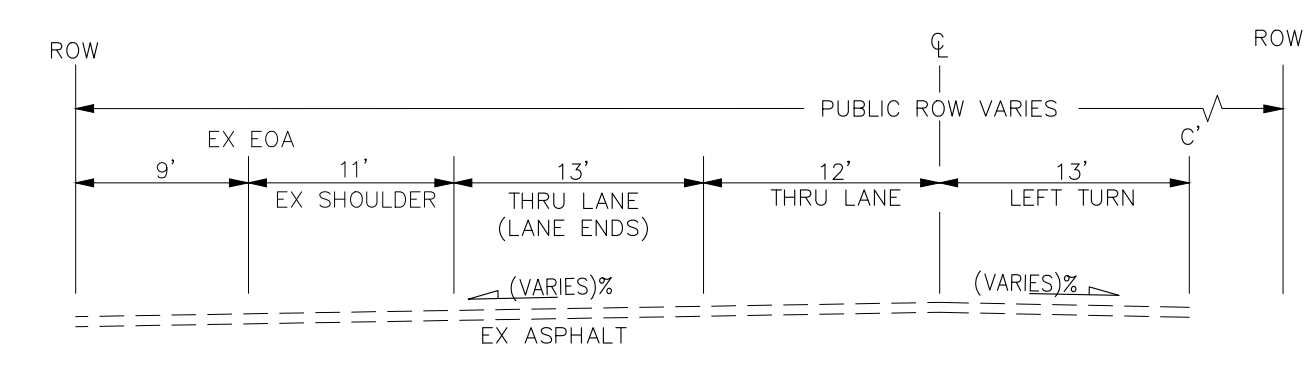 ROW
℄
ROW
PUBLIC ROW VARIES
C'
EX EOA
9'
11'
13'
12'
13'
EX SHOULDER
THRU LANE
(LANE ENDS)
THRU LANE
LEFT TURN
(VARIES)%
(VARIES)%
EX ASPHALT